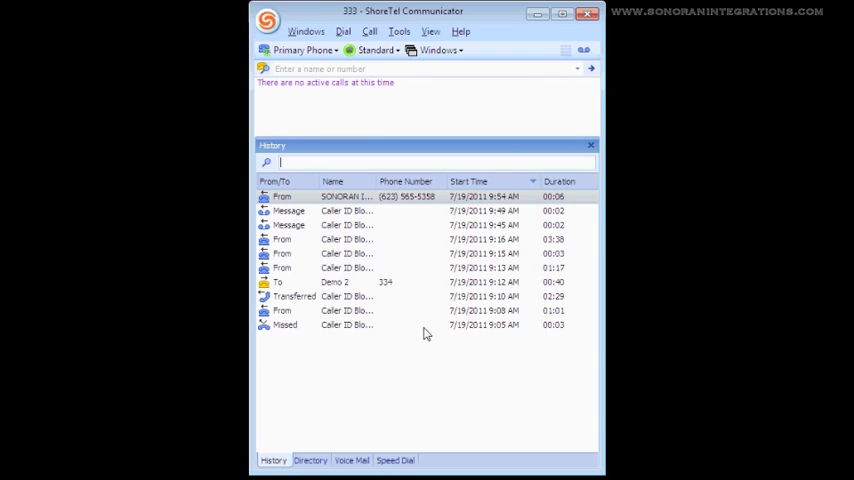 WWW.SONORANINTEGRATIONS.COM
333 - ShoreTel Communicator
Windows Dial Call Tools View Help
Primary Phone Standard Windows
Enter a name or number
There are no active calls at this time
History
From/To Name Phone Number Start Time Duration
From SONORAN I... (623) 565-5358 7/19/2011 9:54 AM 00:06
Message Caller ID Blo... 7/19/2011 9:49 AM 00:02
Message Caller ID Blo... 7/19/2011 9:45 AM 00:02
From Caller ID Blo... 7/19/2011 9:16 AM 03:38
From Caller ID Blo... 7/19/2011 9:15 AM 00:03
From Caller ID Blo... 7/19/2011 9:13 AM 01:17
To Demo 2 334 7/19/2011 9:12 AM 00:40
Transferred Caller ID Blo... 7/19/2011 9:10 AM 02:29
From Caller ID Blo... 7/19/2011 9:08 AM 01:01
Missed Caller ID Blo... 7/19/2011 9:05 AM 00:03
History Directory Voice Mail Speed Dial